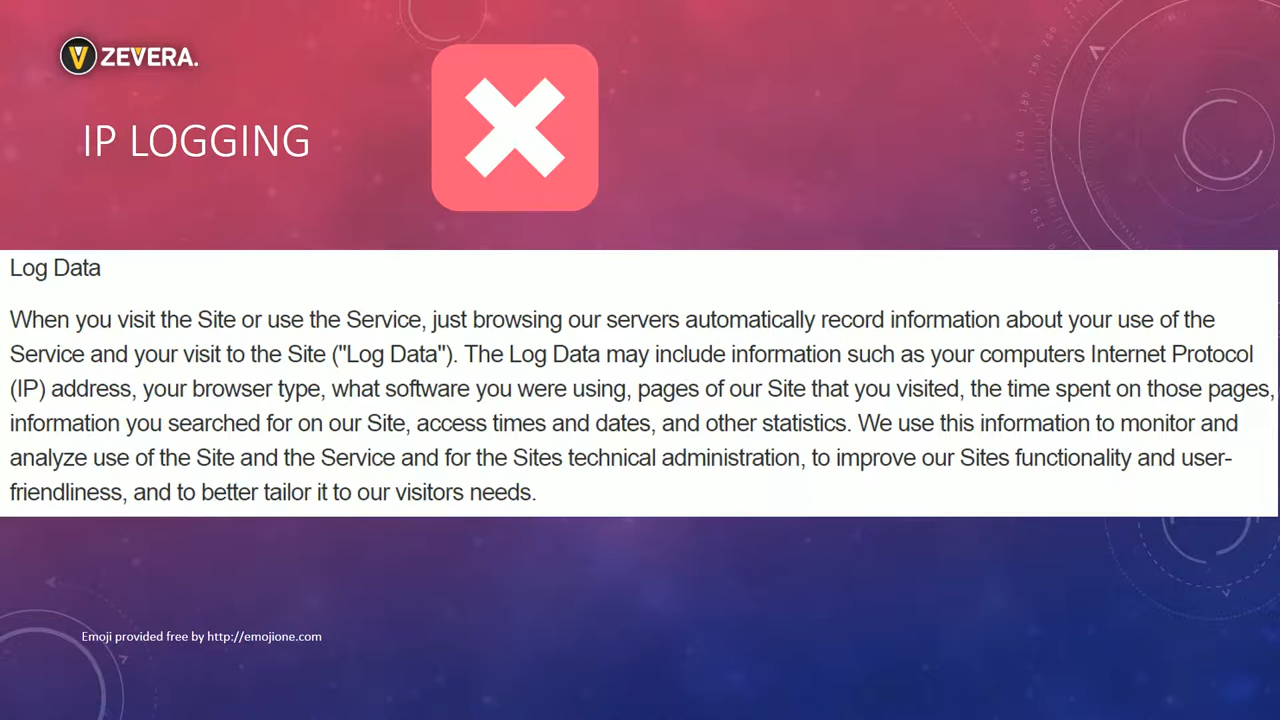 ZEVERA.
IP LOGGING
Log Data
When you visit the Site or use the Service, just browsing our servers automatically record information about your use of the
Service and your visit to the Site ("Log Data"). The Log Data may include information such as your computers Internet Protocol
(IP) address, your browser type, what software you were using, pages of our Site that you visited, the time spent on those pages,
information you searched for on our Site, access times and dates, and other statistics. We use this information to monitor and
analyze use of the Site and the Service and for the Sites technical administration, to improve our Sites functionality and user-
friendliness, and to better tailor it to our visitors needs.
Emoji provided free by http://emojione.com